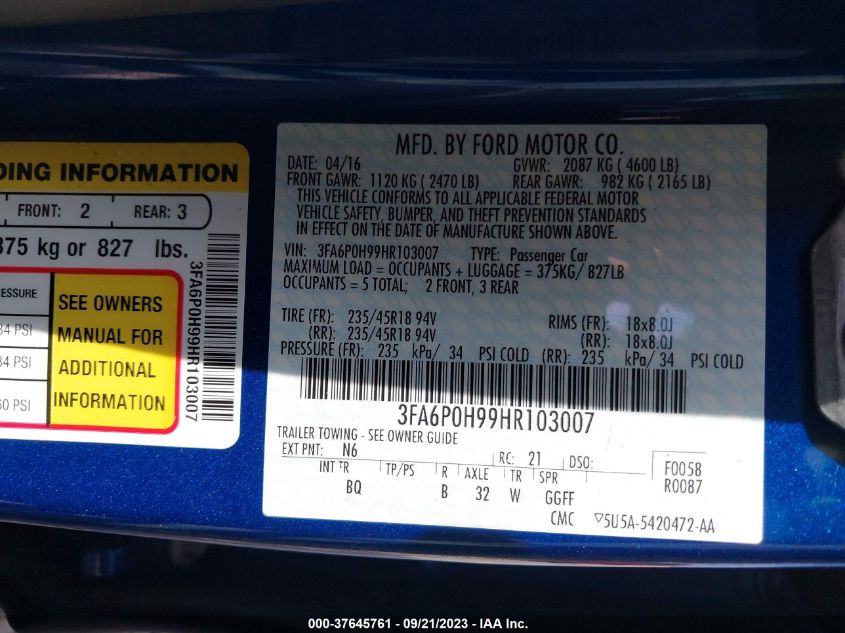 DING INFORMATION
FRONT: 2 REAR: 3
375 kg or 827 lbs.
PRESSURE
34 PSI
34 PSI
60 PSI
SEE OWNERS
MANUAL FOR
ADDITIONAL
INFORMATION
3FA6P0H99HR103007
MFD. BY FORD MOTOR CO.
DATE: 04/16 GVWR: 2087 KG ( 4600 LB)
FRONT GAWR: 1120 KG ( 2470 LB) REAR GAWR: 982 KG ( 2165 LB)
THIS VEHICLE CONFORMS TO ALL APPLICABLE FEDERAL MOTOR
VEHICLE SAFETY, BUMPER, AND THEFT PREVENTION STANDARDS
IN EFFECT ON THE DATE OF MANUFACTURE SHOWN ABOVE.
VIN: 3FA6P0H99HR103007 TYPE: Passenger Car
MAXIMUM LOAD = OCCUPANTS + LUGGAGE = 375KG/ 827LB
OCCUPANTS = 5 TOTAL; 2 FRONT, 3 REAR
TIRE (FR): 235/45R18 94V RIMS (FR): 18x8.0J
(RR): 235/45R18 94V (RR): 18x8.0J
PRESSURE (FR): 235 kPa/ 34 PSI COLD (RR): 235 kPa/ 34 PSI COLD
3FA6P0H99HR103007
TRAILER TOWING - SEE OWNER GUIDE
EXT PNT: N6 RC: 21 DSO: F0058
R0087
INT TR TP/PS R AXLE TR SPR
BQ B 32 W GGFF
CMC ▽5U5A-5420472-AA
000-37645761 - 09/21/2023 - IAA Inc.